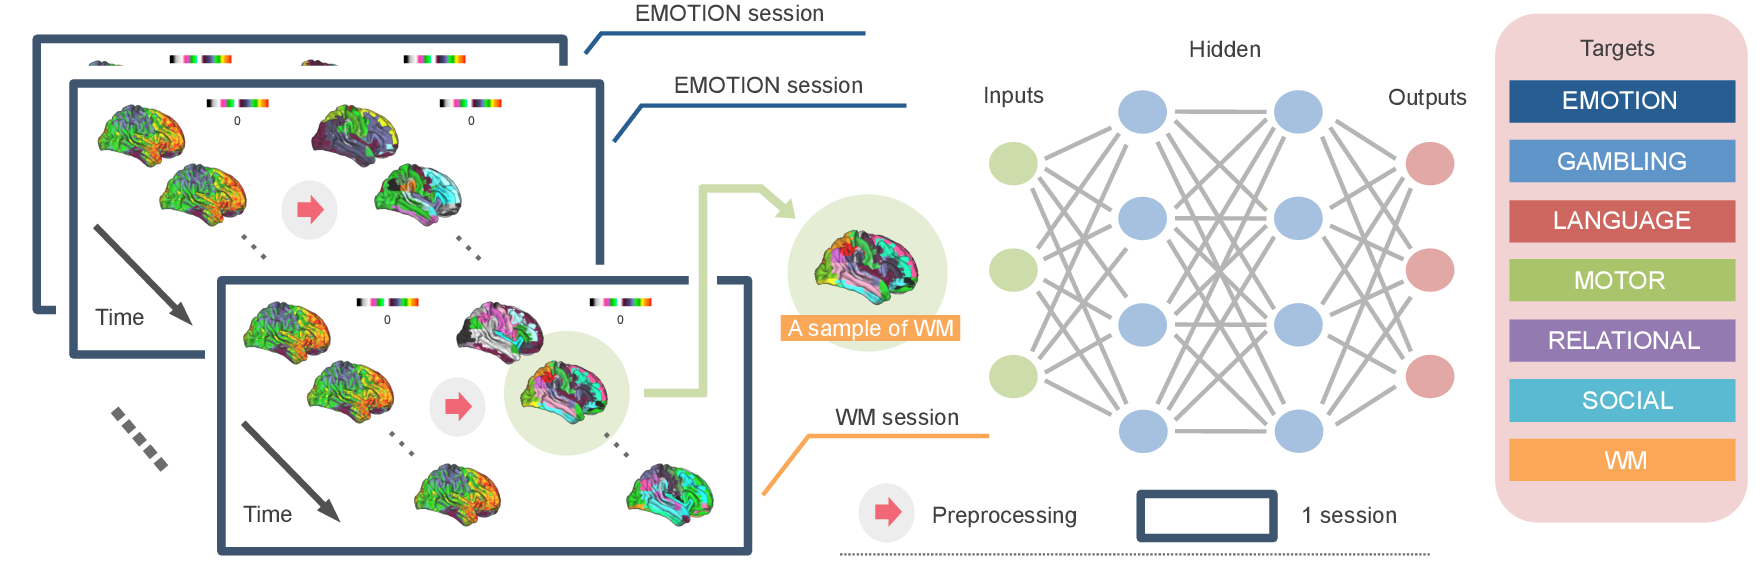 EMOTION session
EMOTION session
0
0
Time
0
0
Time
WM session
A sample of WM
Inputs
Hidden
Outputs
Targets
EMOTION
GAMBLING
LANGUAGE
MOTOR
RELATIONAL
SOCIAL
WM
Preprocessing
1 session